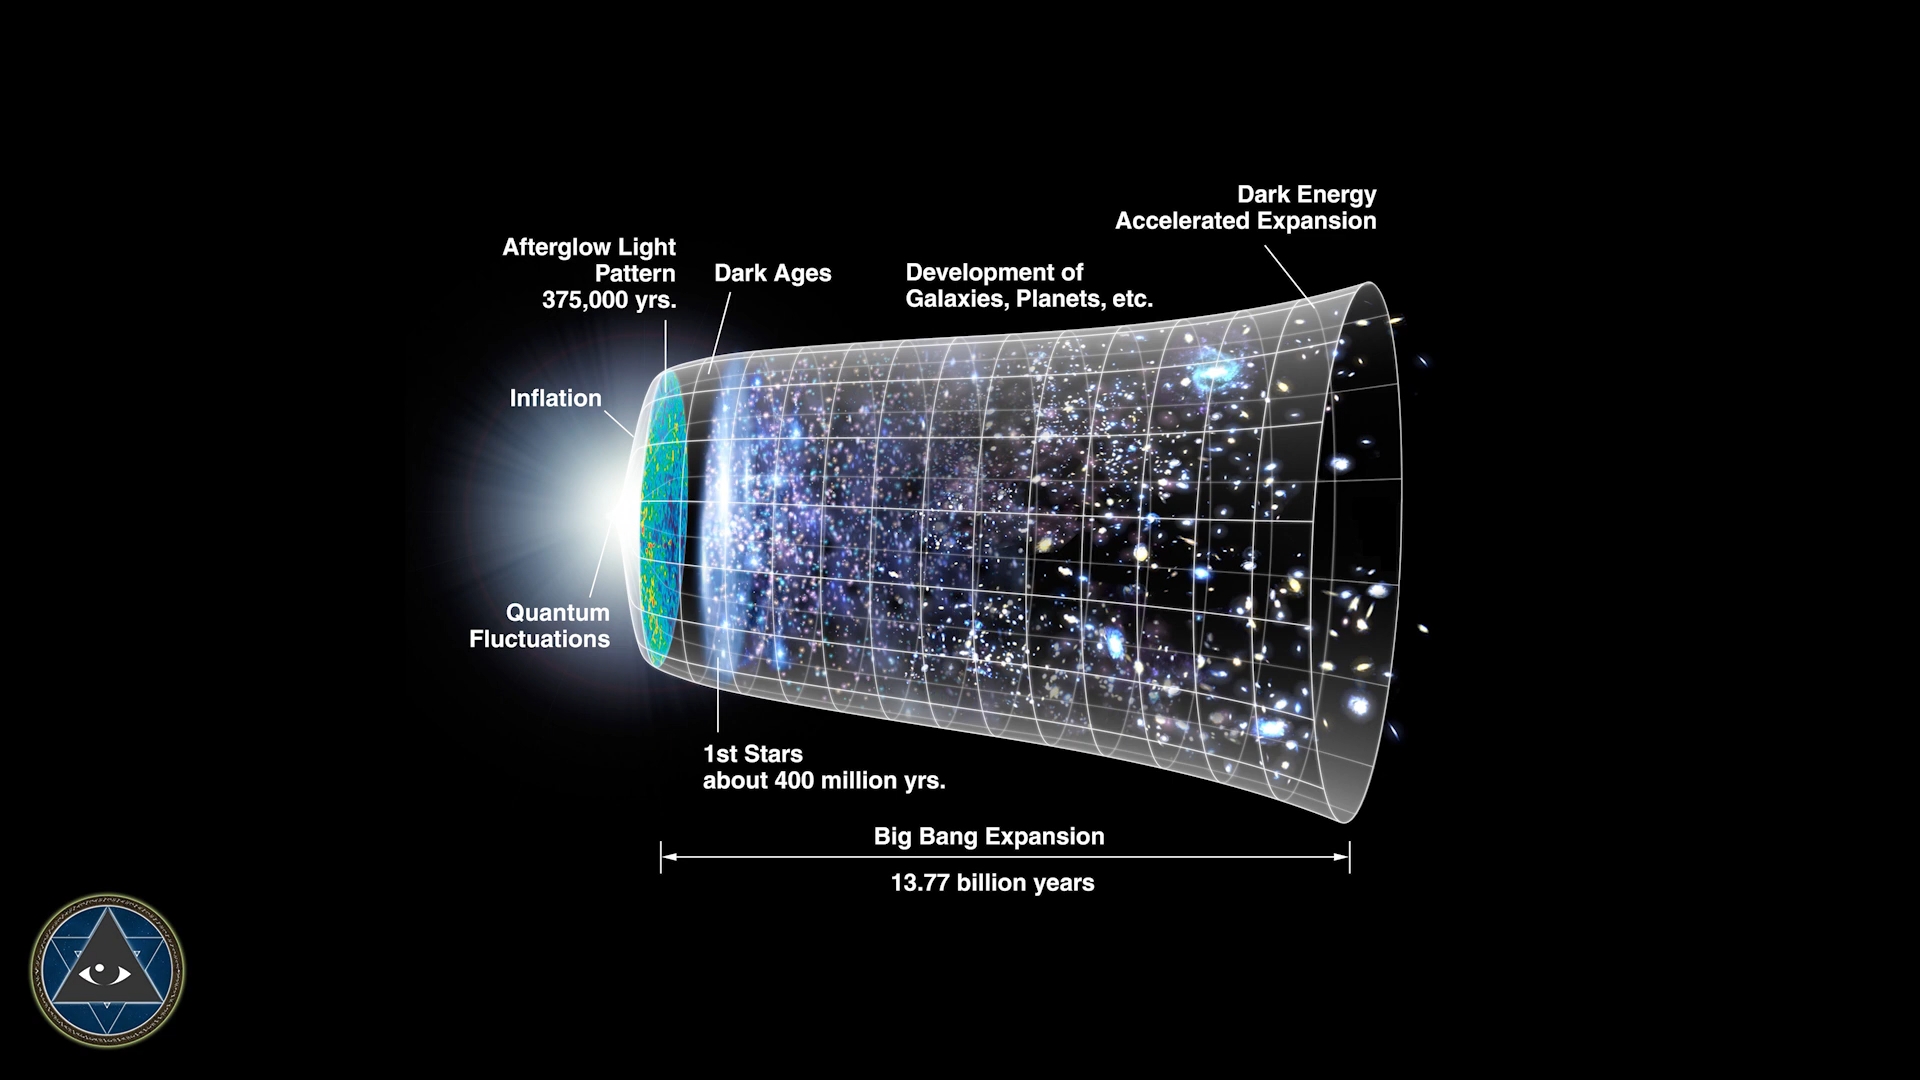 Dark Energy
Accelerated Expansion
Afterglow Light
Pattern
375,000 yrs.
Dark Ages
Development of
Galaxies, Planets, etc.
Inflation
Quantum
Fluctuations
1st Stars
about 400 million yrs.
Big Bang Expansion
13.77 billion years